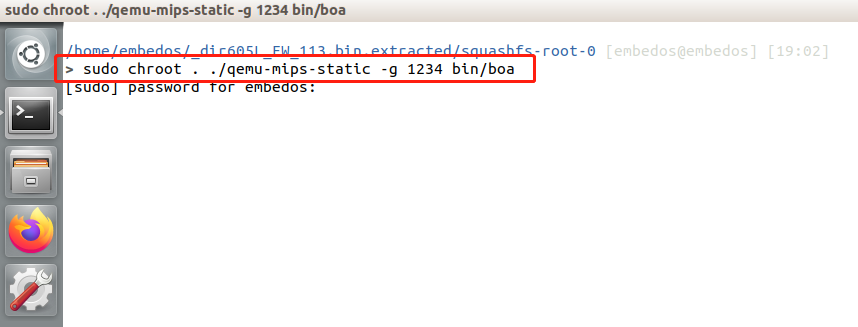 sudo chroot . ./qemu-mips-static -g 1234 bin/boa
/home/embedos/_dir605L_FW_113.bin.extracted/squashfs-root-0 [embedos@embedos] [19:02]
> sudo chroot . ./qemu-mips-static -g 1234 bin/boa
[sudo] password for embedos: